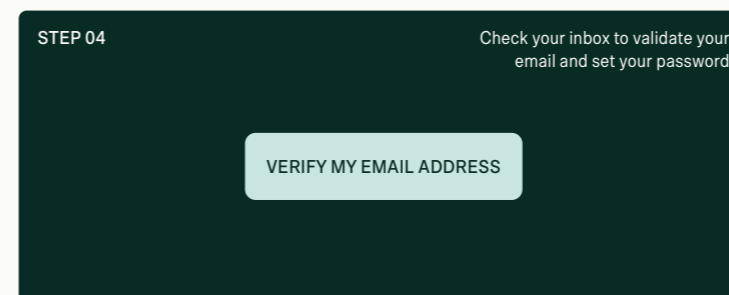 STEP 04
Check your inbox to validate your
email and set your password
VERIFY MY EMAIL ADDRESS